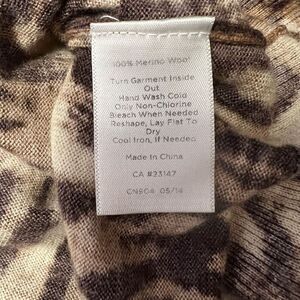 100% Merino Wool
Turn Garment Inside
Out
Hand Wash Cold
Only Non-Chlorine
Bleach When Needed
Reshape, Lay Flat To
Dry
Cool Iron, If Needed
Made In China
CA #23147
CN904 05/14